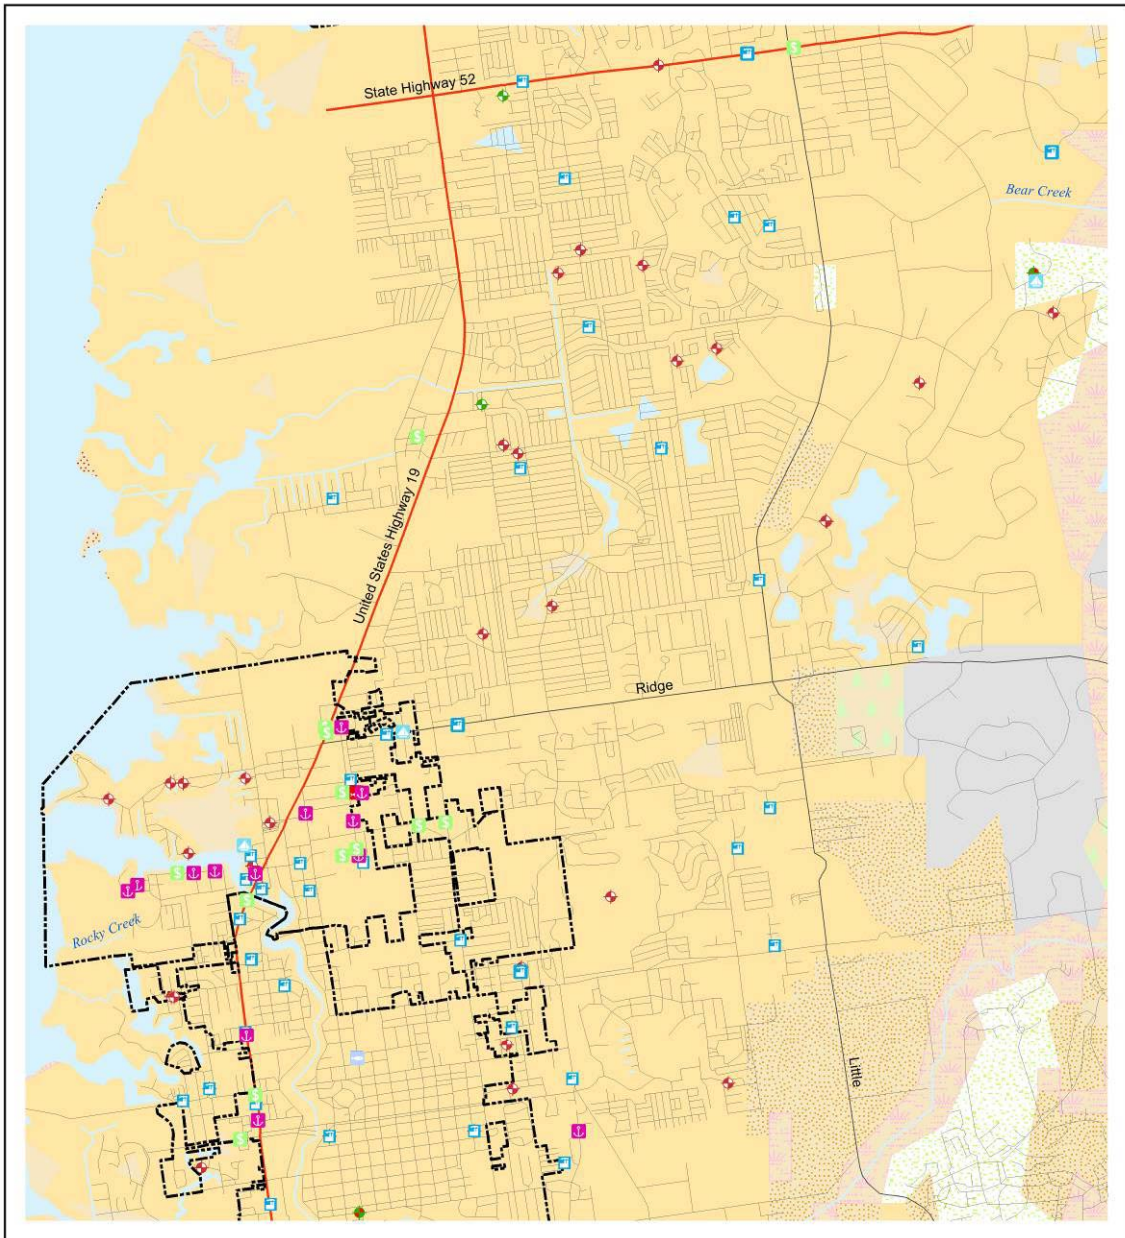 State Highway 52
Bear Creek
United States Highway 19
Ridge
Rocky Creek
Little